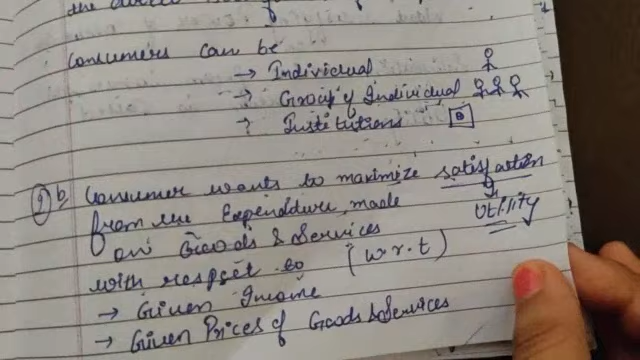 the
Consumers can be
→ Individual
→ Group of Individual
→ Institutions B
Q b, Consumer wants to maximize satisfaction
from the Expenditure, made Utility
on Goods & Services
with respect to (w.r.t)
→ Given Income
→ Given Prices of Goods & Services